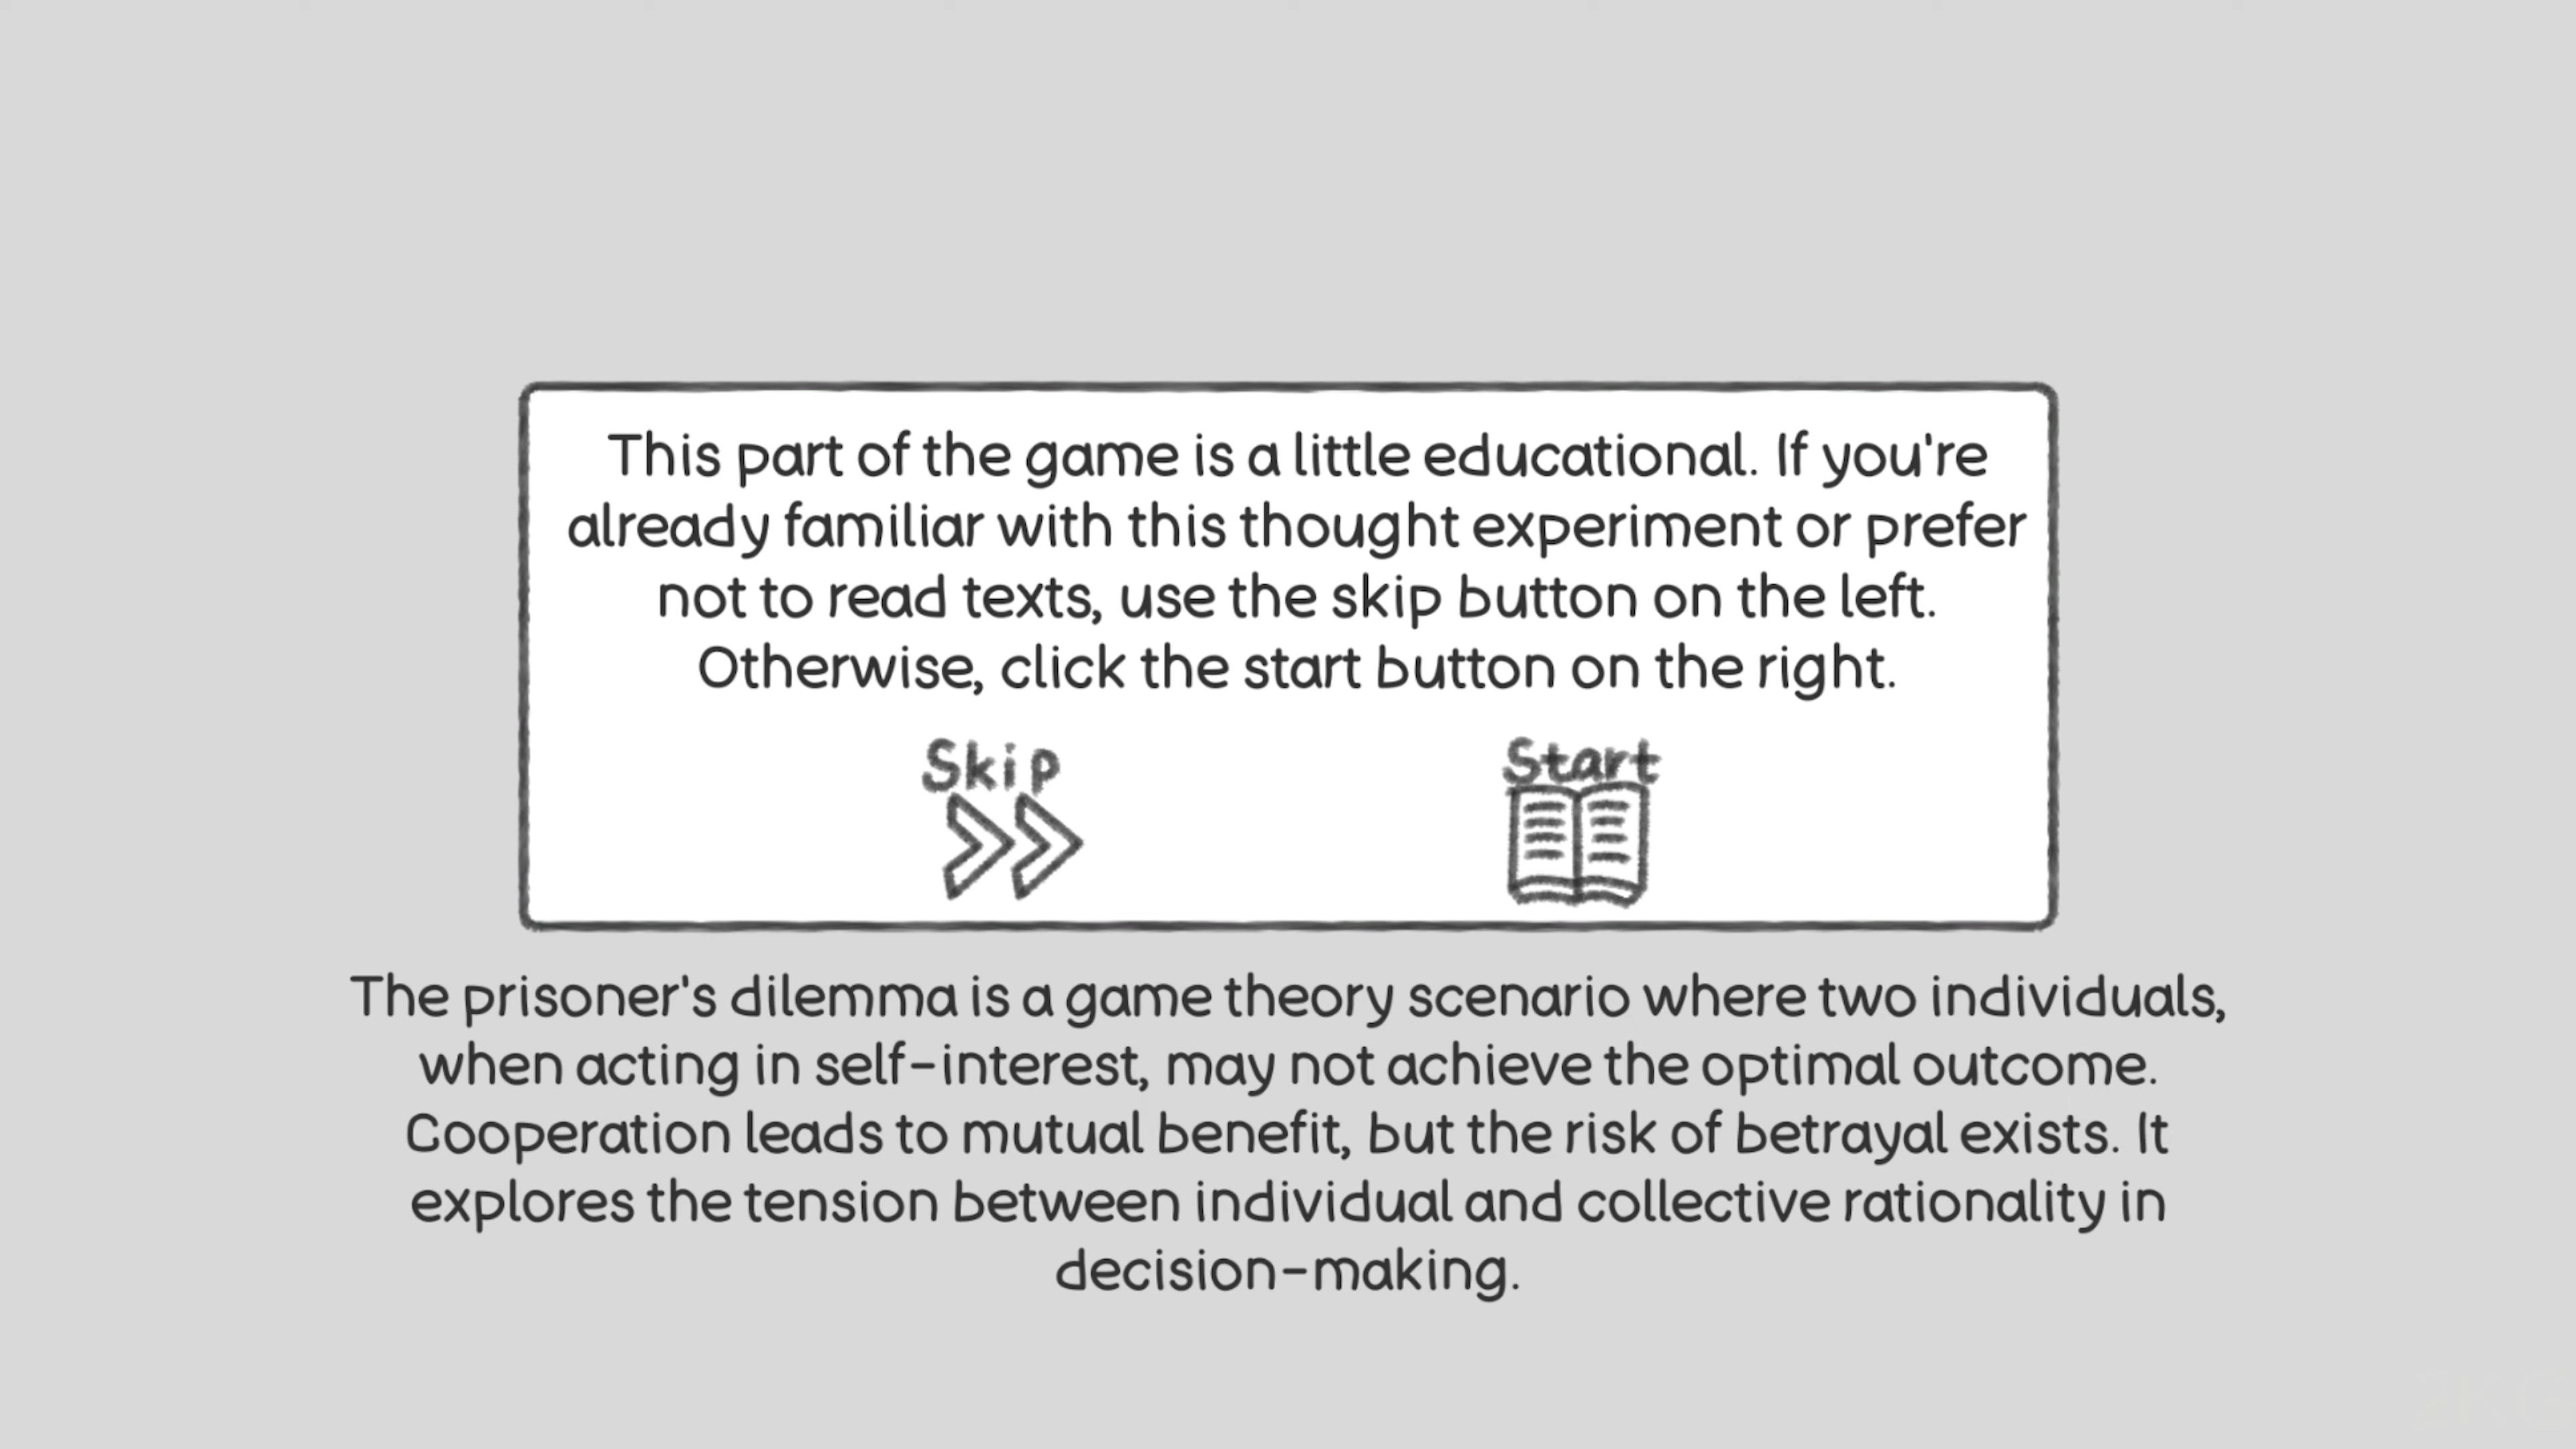 This part of the game is a little educational. If you're
already familiar with this thought experiment or prefer
not to read texts, use the skip button on the left.
Otherwise, click the start button on the right.
Skip
Start
The prisoner's dilemma is a game theory scenario where two individuals,
when acting in self-interest, may not achieve the optimal outcome.
Cooperation leads to mutual benefit, but the risk of betrayal exists. It
explores the tension between individual and collective rationality in
decision-making.